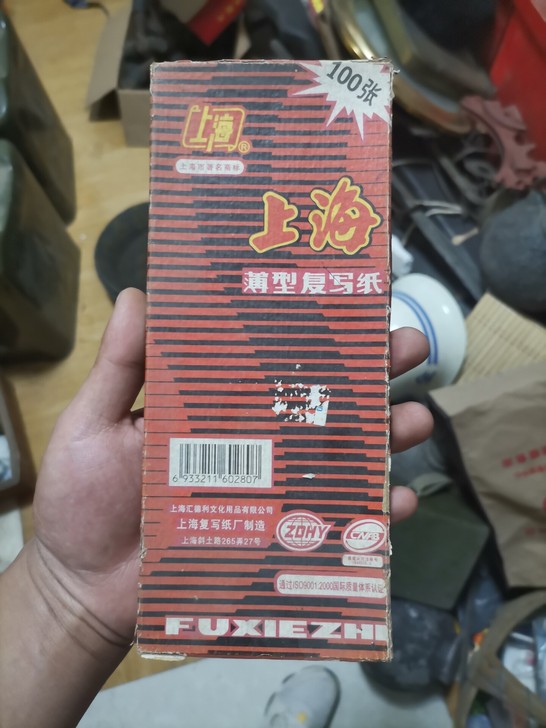 100张
上海
®
上海市著名商标
上海
薄型复写纸
6 933211 602807
上海汇德利文化用品有限公司
上海复写纸厂制造
上海斜土路265弄27号
ZDHY
通过ISO9001:2000国际质量体系认证
FUXIEZHI